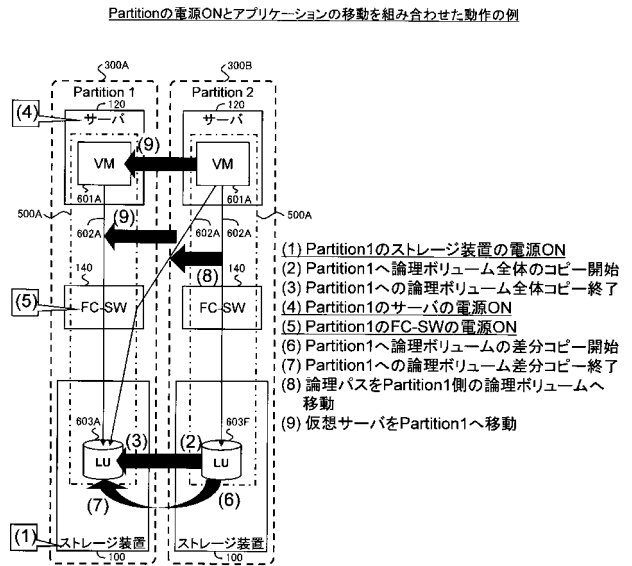 Partitionの電源ONとアプリケーションの移動を組み合わせた動作の例
300A
300B
Partition 1
Partition 2
120
120
(4)
サーバ
サーバ
(9)
VM
VM
601A
601A
500A
602A
(9)
602A
602A
500A
(8)
140
140
(5)
FC-SW
FC-SW
603A
603F
(3)
(2)
LU
LU
(7)
(6)
(1)
ストレージ装置
ストレージ装置
100
100
(1) Partition1のストレージ装置の電源ON
(2) Partition1へ論理ボリューム全体のコピー開始
(3) Partition1への論理ボリューム全体コピー終了
(4) Partition1のサーバの電源ON
(5) Partition1のFC-SWの電源ON
(6) Partition1へ論理ボリュームの差分コピー開始
(7) Partition1への論理ボリューム差分コピー終了
(8) 論理パスをPartition1側の論理ボリュームへ
移動
(9) 仮想サーバをPartition1へ移動